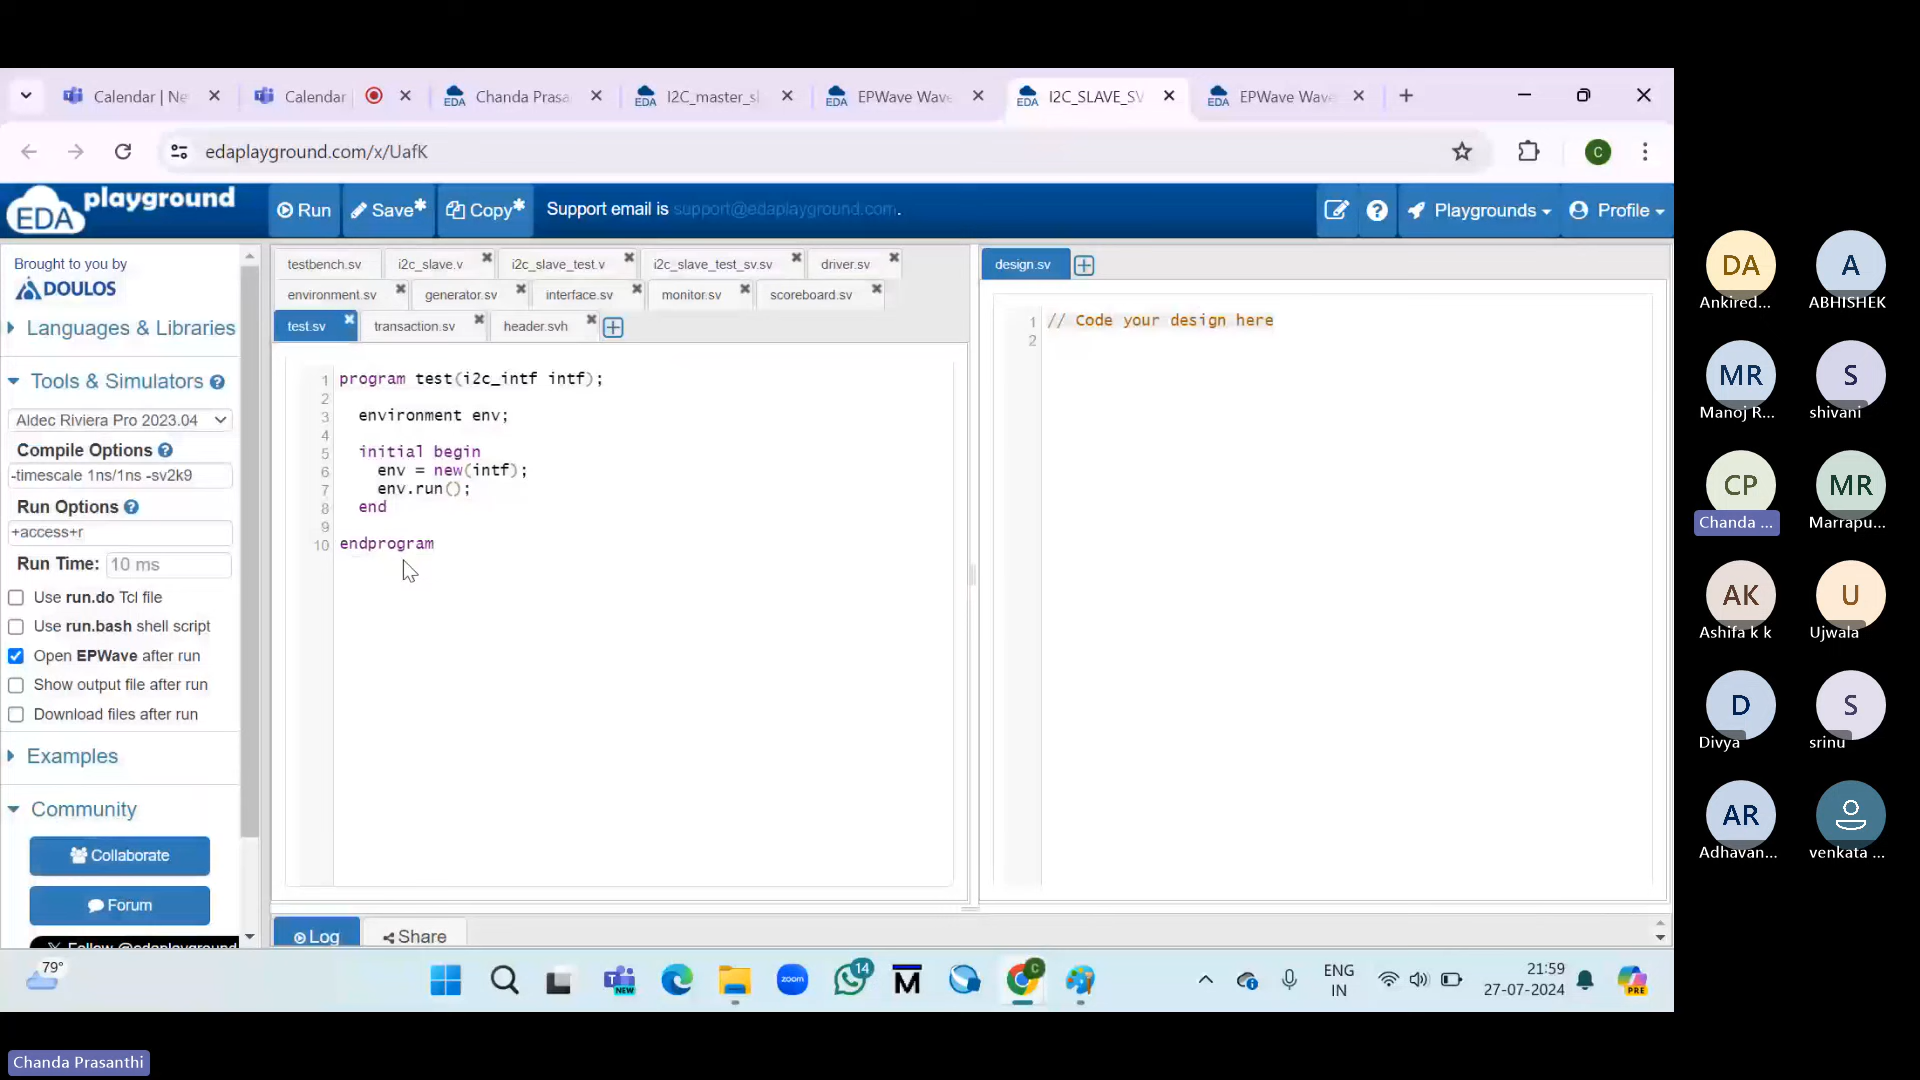 Calendar | Ne
Calendar
Chanda Prasa
I2C_master_sl
EPWave Wave
I2C_SLAVE_SV
EPWave Wave
edaplayground.com/x/UafK
C
EDA playground
Run
Save*
Copy*
Support email is support@edaplayground.com.
Playgrounds
Profile
Brought to you by
DOULOS
Languages & Libraries
Tools & Simulators
Aldec Riviera Pro 2023.04
Compile Options
-timescale 1ns/1ns -sv2k9
Run Options
+access+r
Run Time: 10 ms
Use run.do Tcl file
Use run.bash shell script
Open EPWave after run
Show output file after run
Download files after run
Examples
Community
Collaborate
Forum
Follow @edaplayground
testbench.sv
i2c_slave.v
i2c_slave_test.v
i2c_slave_test_sv.sv
driver.sv
environment.sv
generator.sv
interface.sv
monitor.sv
scoreboard.sv
test.sv
transaction.sv
header.svh
1 program test(i2c_intf intf);
2
3 environment env;
4
5 initial begin
6 env = new(intf);
7 env.run();
8 end
9
10 endprogram
design.sv
1 // Code your design here
2
Log
Share
DA
Ankired...
A
ABHISHEK
MR
Manoj R...
S
shivani
CP
Chanda ...
MR
Marrapu...
AK
Ashifa k k
U
Ujwala
D
Divya
S
srinu
AR
Adhavan...
venkata ...
79°
NEW
zoom
14
M
C
ENG
IN
21:59
27-07-2024
PRE
Chanda Prasanthi